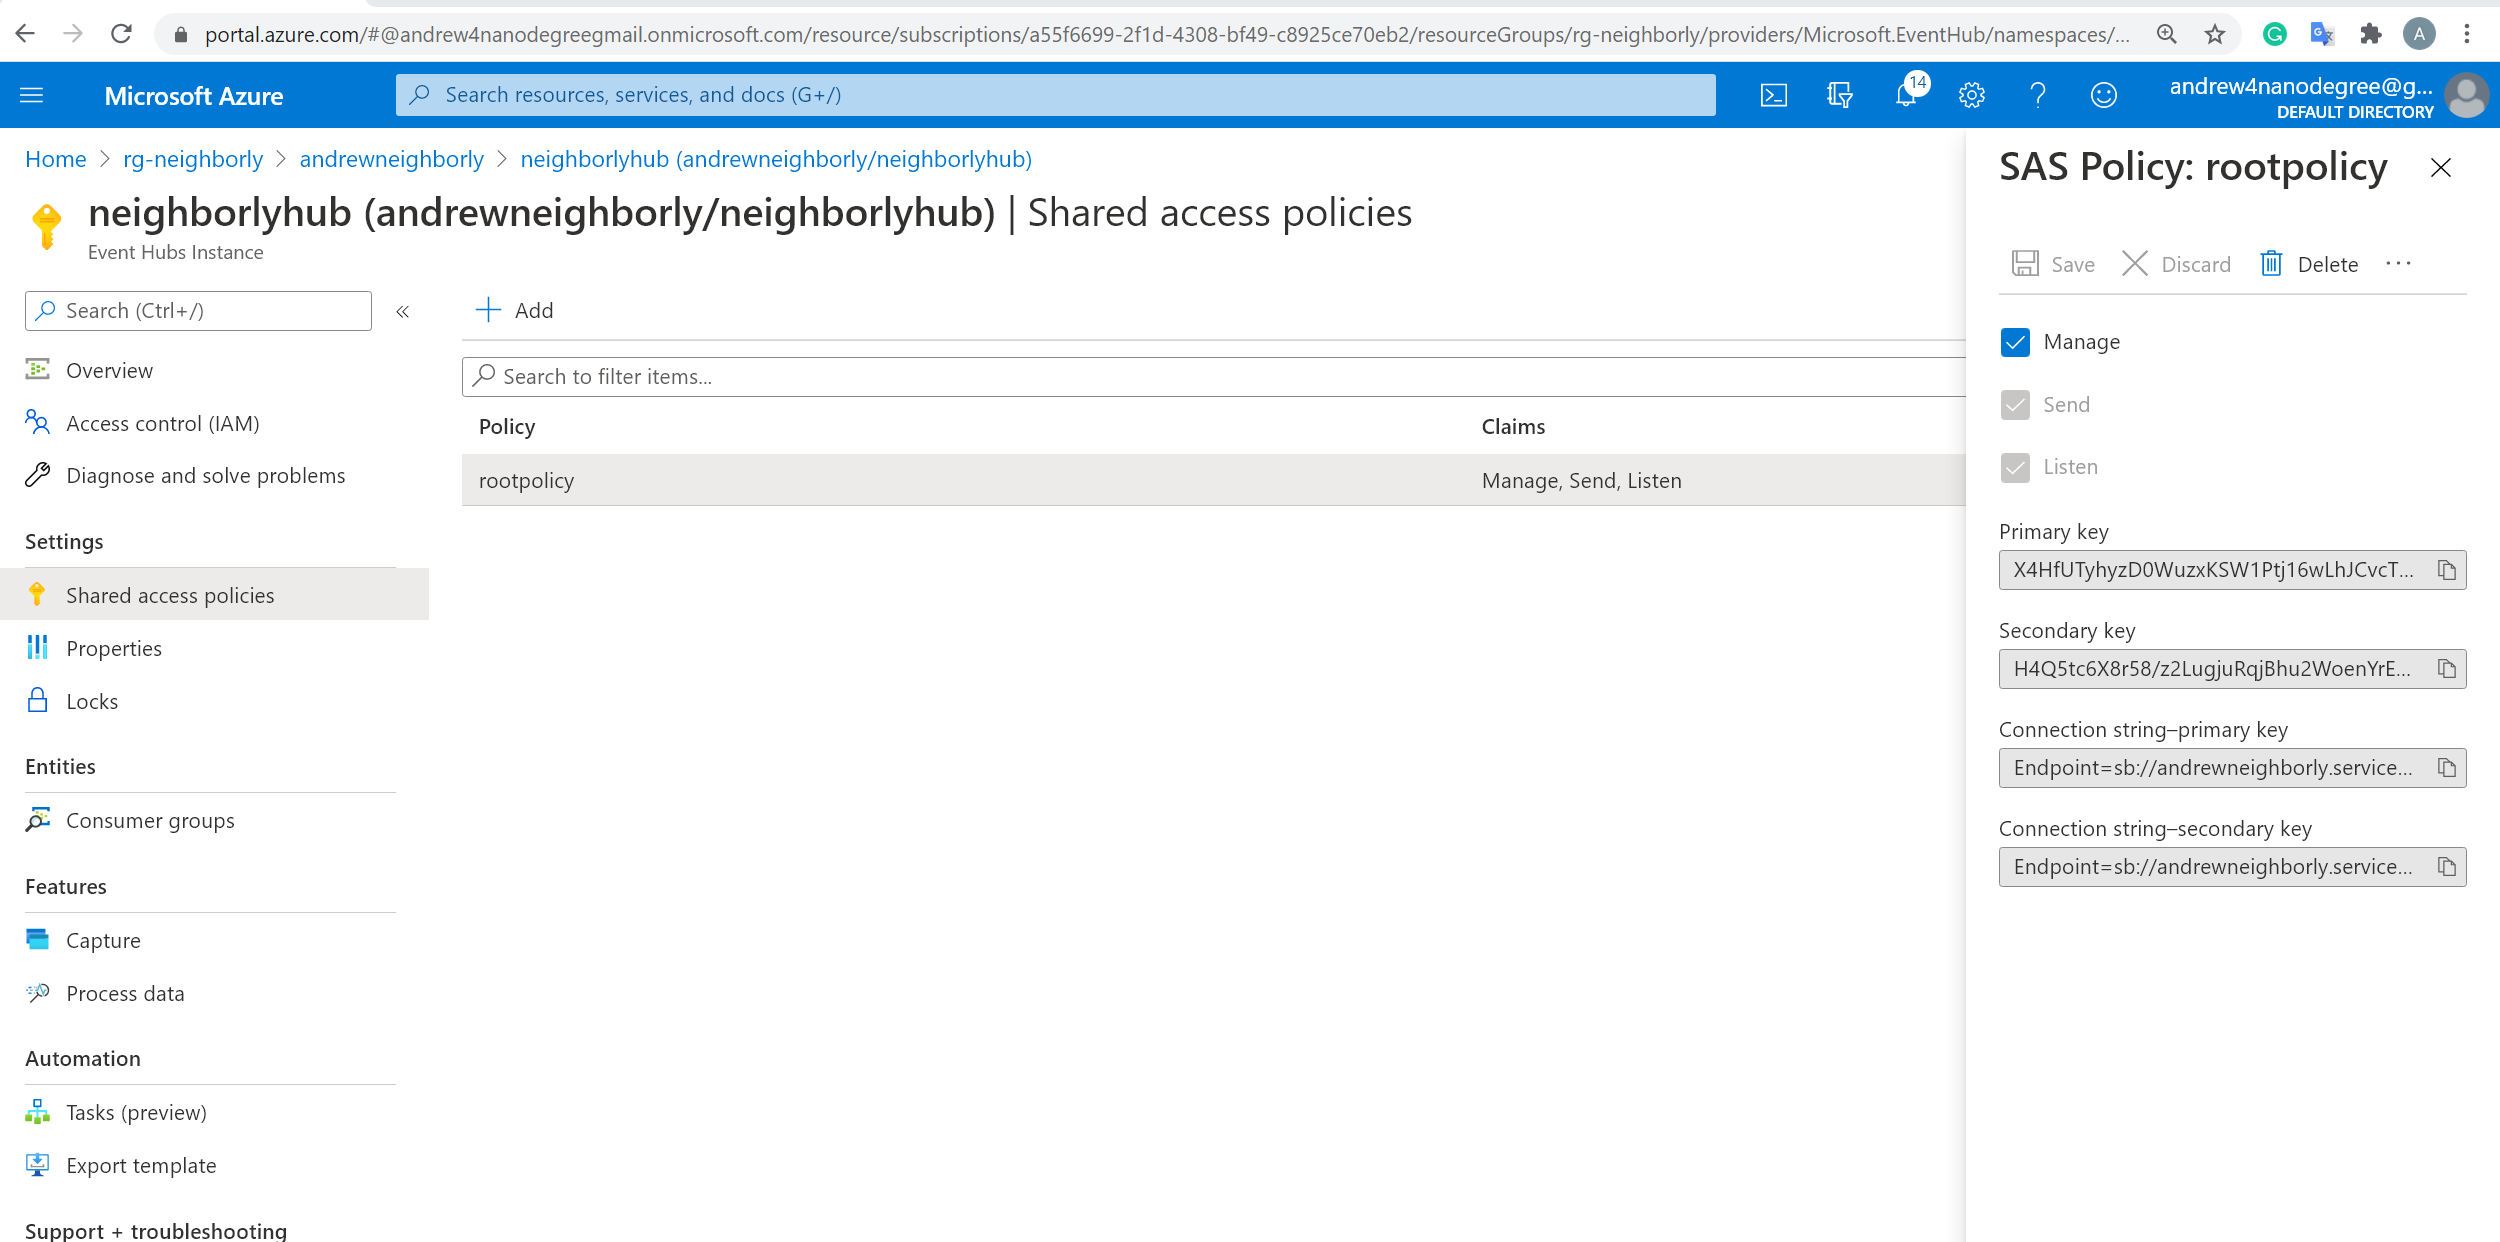 portal.azure.com/#@andrew4nanodegreegmail.onmicrosoft.com/resource/subscriptions/a55f6699-2f1d-4308-bf49-c8925ce70eb2/resourceGroups/rg-neighborly/providers/Microsoft.EventHub/namespaces/...
A
Microsoft Azure
Search resources, services, and docs (G+/)
14
andrew4nanodegree@g...
DEFAULT DIRECTORY
Home > rg-neighborly > andrewneighborly > neighborlyhub (andrewneighborly/neighborlyhub)
neighborlyhub (andrewneighborly/neighborlyhub) | Shared access policies
Event Hubs Instance
Search (Ctrl+/)
«
Overview
Access control (IAM)
Diagnose and solve problems
Settings
Shared access policies
Properties
Locks
Entities
Consumer groups
Features
Capture
Process data
Automation
Tasks (preview)
Export template
Support + troubleshooting
Add
Search to filter items...
Policy Claims
rootpolicy Manage, Send, Listen
SAS Policy: rootpolicy
Save Discard Delete ...
Manage
Send
Listen
Primary key
X4HfUTyhyzD0WuzxKSW1Ptj16wLhJCvcT...
Secondary key
H4Q5tc6X8r58/z2LugjuRqjBhu2WoenYrE...
Connection string–primary key
Endpoint=sb://andrewneighborly.service...
Connection string–secondary key
Endpoint=sb://andrewneighborly.service...